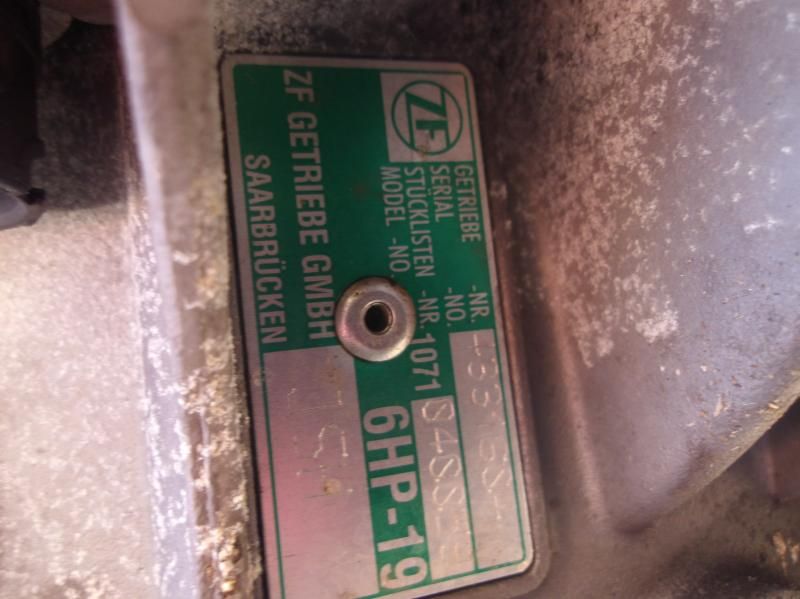 ZF
GETRIEBE -NR.
SERIAL -NO.
STÜCKLISTEN -NR. 1071
MODEL -NO.
6HP-19
ZF GETRIEBE GMBH
SAARBRÜCKEN